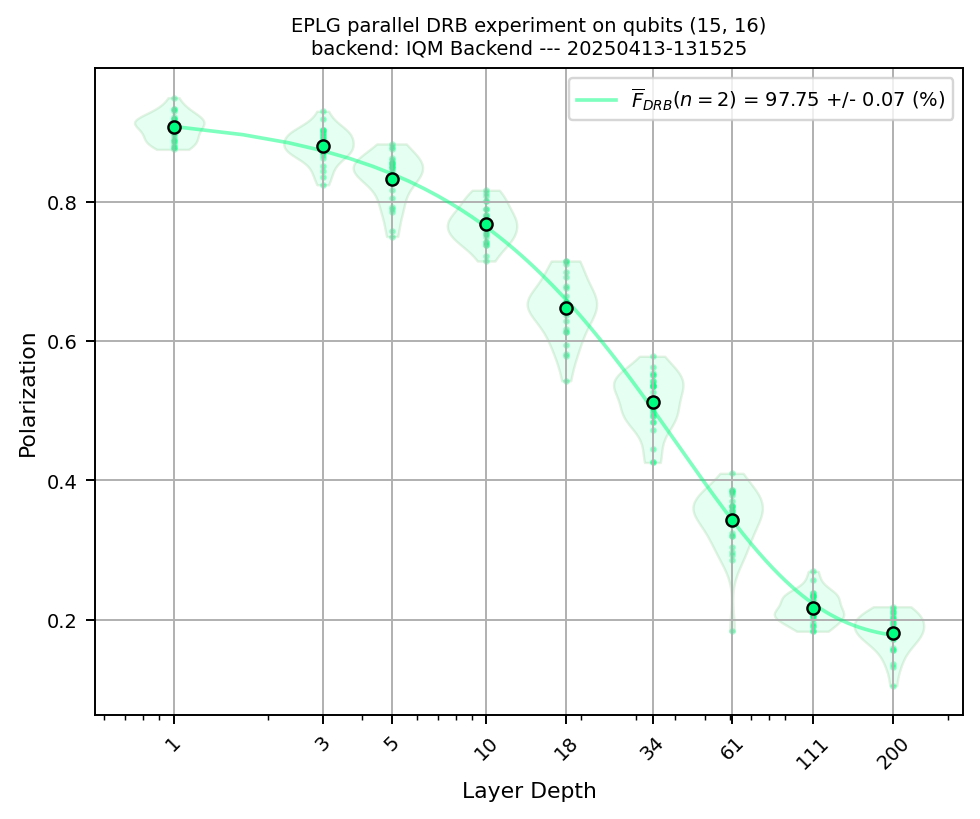 EPLG parallel DRB experiment on qubits (15, 16)
backend: IQM Backend --- 20250413-131525
F̅_DRB(n = 2) = 97.75 +/- 0.07 (%)
Polarization
0.8
0.6
0.4
0.2
1
3
5
10
18
34
61
111
200
Layer Depth